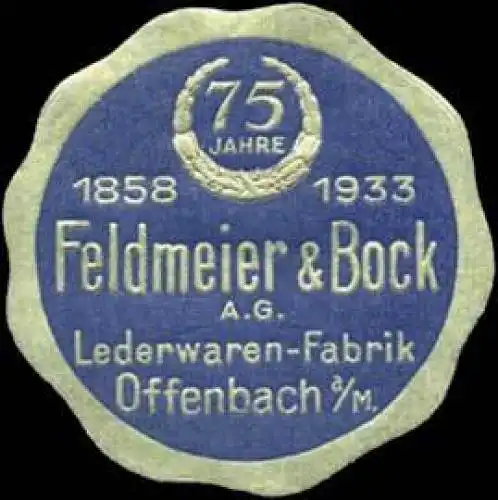 75
JAHRE
1858 1933
Feldmeier & Bock
A.G.
Lederwaren-Fabrik
Offenbach a/M.